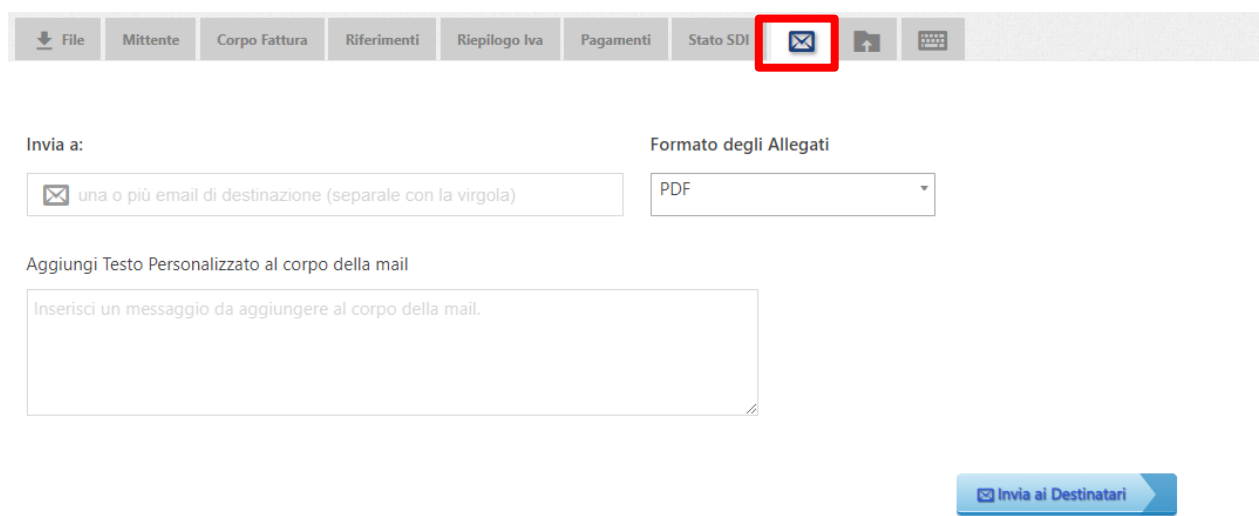 File Mittente Corpo Fattura Riferimenti Riepilogo Iva Pagamenti Stato SDI
Invia a: Formato degli Allegati
una o più email di destinazione (separale con la virgola) PDF
Aggiungi Testo Personalizzato al corpo della mail
Inserisci un messaggio da aggiungere al corpo della mail.
Invia ai Destinatari